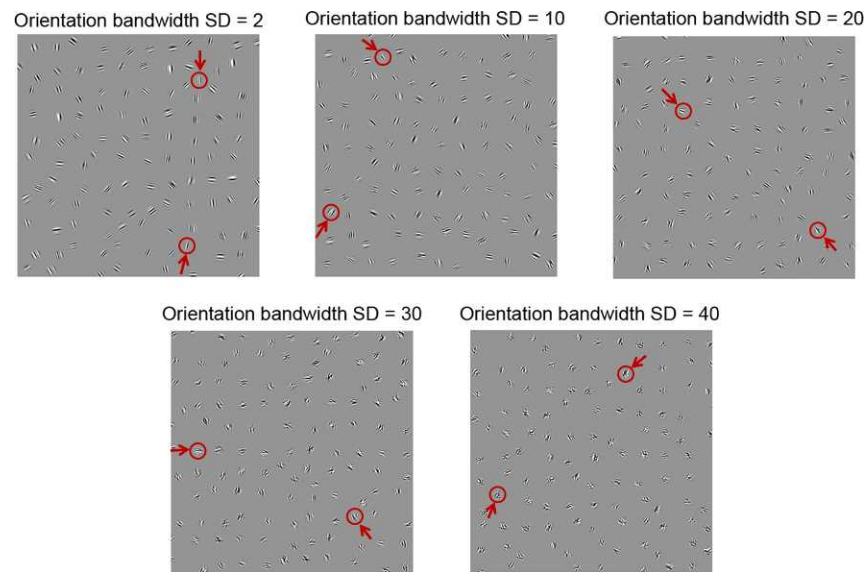 Orientation bandwidth SD = 2
Orientation bandwidth SD = 10
Orientation bandwidth SD = 20
Orientation bandwidth SD = 30
Orientation bandwidth SD = 40